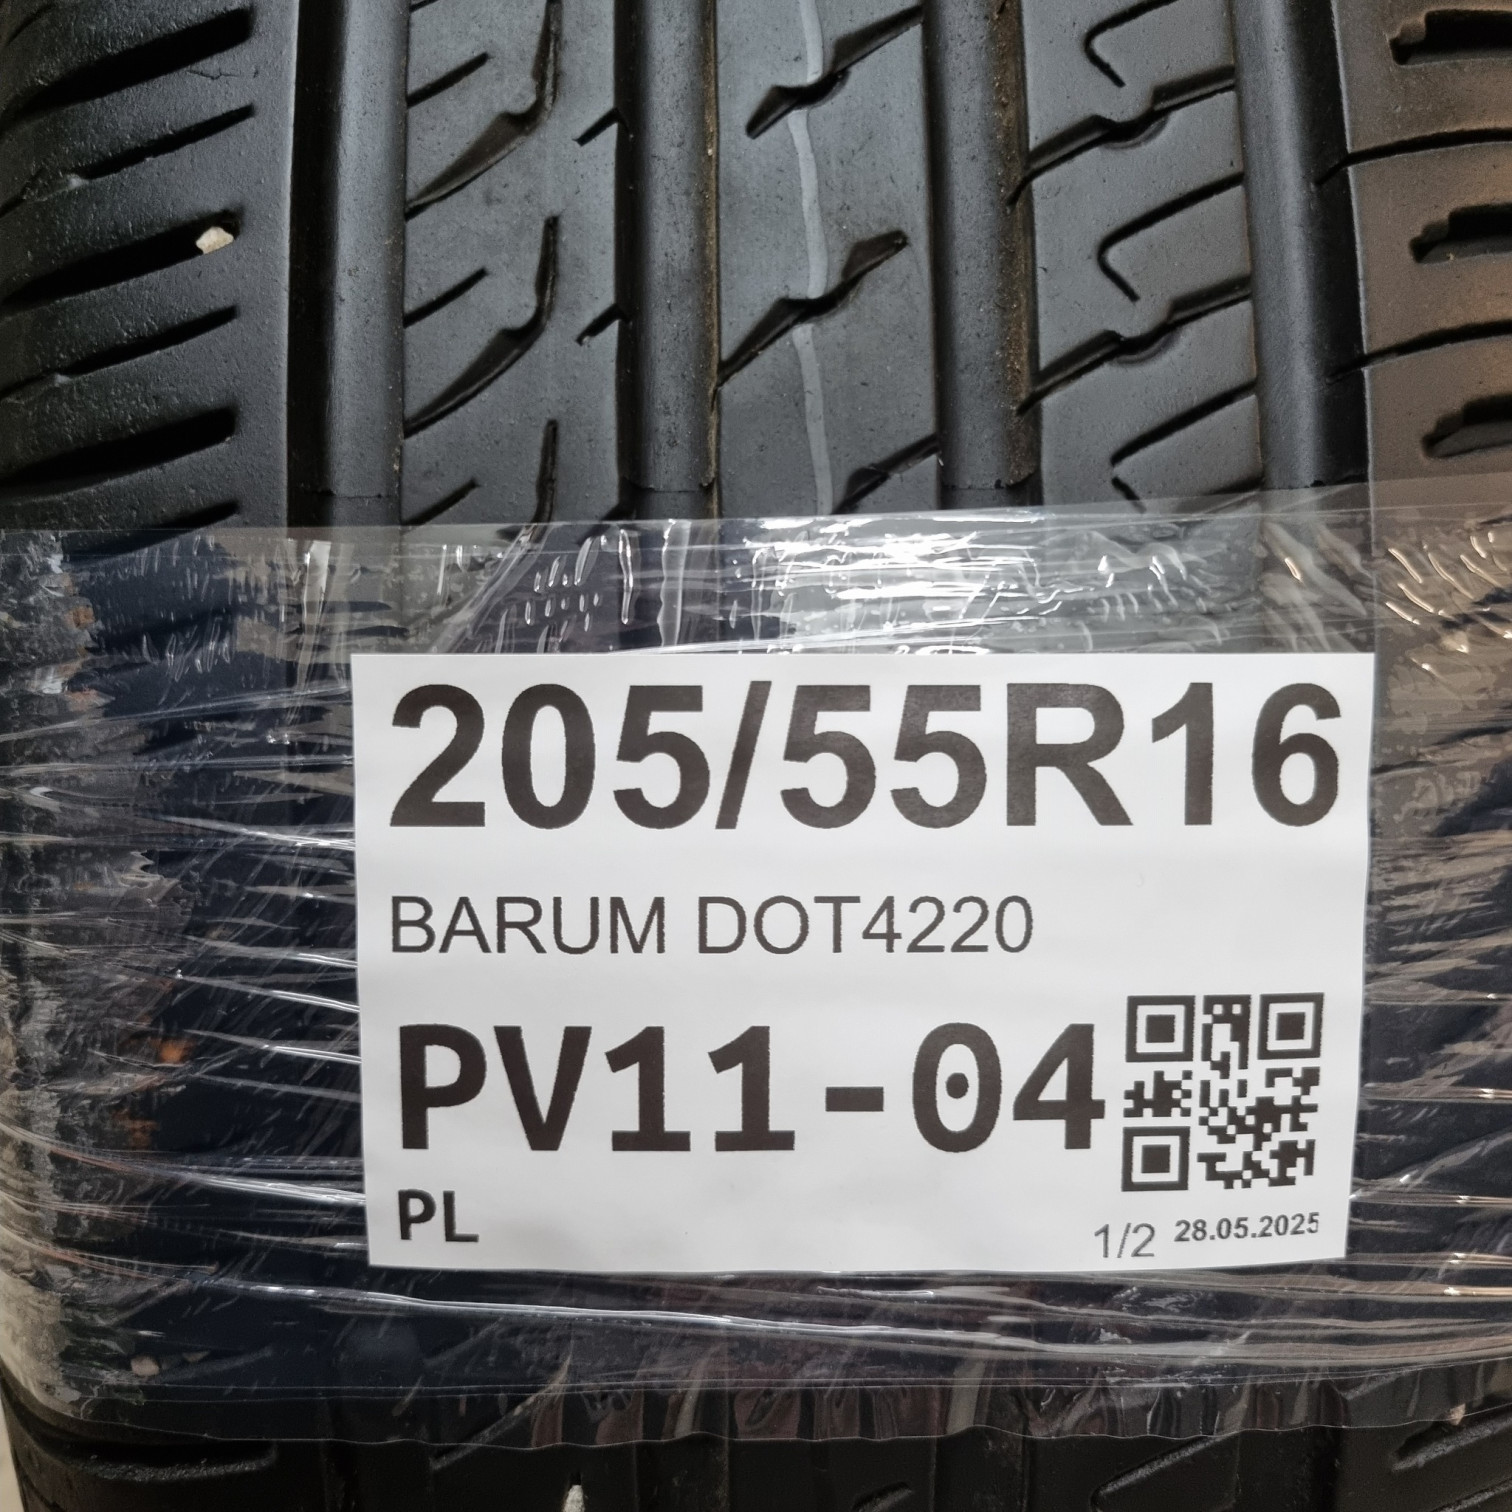 205/55R16
BARUM DOT4220
PV11-04
PL
1/2 28.05.2025